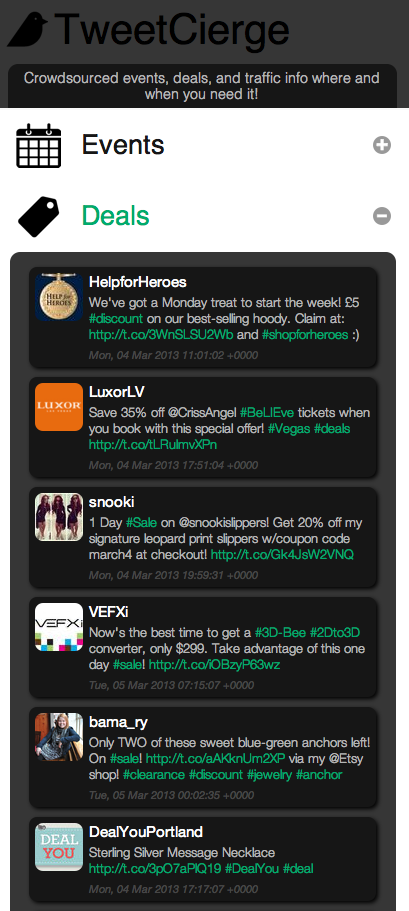 TweetCierge
Crowdsourced events, deals, and traffic info where and
when you need it!
Events
Deals
HelpforHeroes
We've got a Monday treat to start the week! £5
#discount on our best-selling hoody. Claim at:
http://t.co/3WnSLSU2Wb and #shopforheroes :)
Mon, 04 Mar 2013 11:01:02 +0000
HELP for
HEROES
LuxorLV
Save 35% off @CrissAngel #BeLIEve tickets when
you book with this special offer! #Vegas #deals
http://t.co/tLRulmvXPn
Mon, 04 Mar 2013 17:51:04 +0000
LUXOR
snooki
1 Day #Sale on @snookislippers! Get 20% off my
signature leopard print slippers w/coupon code
march4 at checkout! http://t.co/Gk4JsW2VNQ
Mon, 04 Mar 2013 19:59:31 +0000
VEFXi
Now's the best time to get a #3D-Bee #2Dto3D
converter, only $299. Take advantage of this one
day #sale! http://t.co/iOBzyP63wz
Tue, 05 Mar 2013 07:15:07 +0000
VEFXi
bama_ry
Only TWO of these sweet blue-green anchors left!
On #sale! http://t.co/aAKknUm2XP via my @Etsy
shop! #clearance #discount #jewelry #anchor
Tue, 05 Mar 2013 00:02:35 +0000
DealYouPortland
Sterling Silver Message Necklace
http://t.co/3pO7aPlQ19 #DealYou #deal
Mon, 04 Mar 2013 17:17:07 +0000
DEAL
YOU